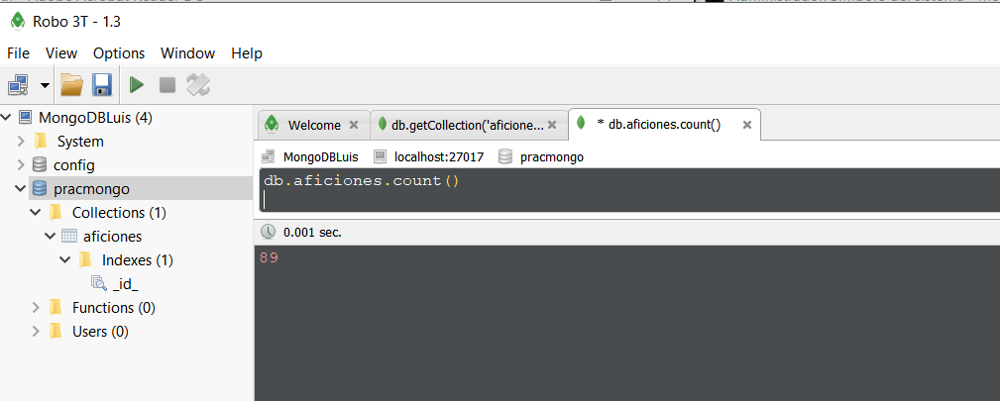 Robo 3T - 1.3
File View Options Window Help
MongoDBLuis (4)
System
config
pracmongo
Collections (1)
aficiones
Indexes (1)
_id_
Functions (0)
Users (0)
Welcome db.getCollection('aficione... * db.aficiones.count()
MongoDBLuis localhost:27017 pracmongo
db.aficiones.count()
0.001 sec.
89